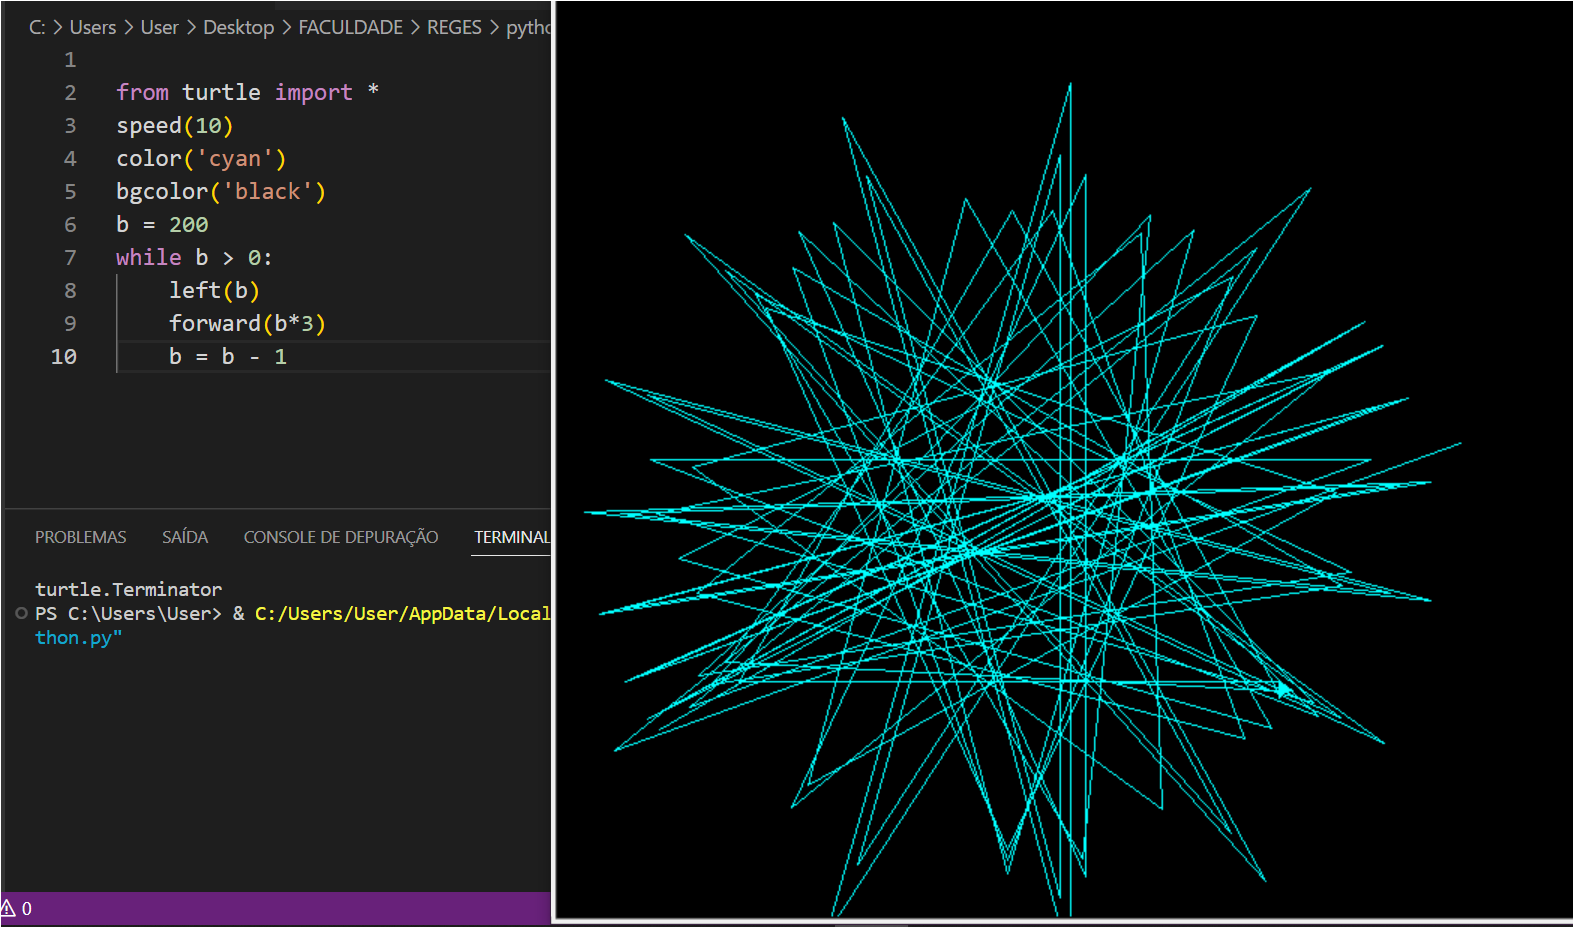 C: > Users > User > Desktop > FACULDADE > REGES > pytho
1
2 from turtle import *
3 speed(10)
4 color('cyan')
5 bgcolor('black')
6 b = 200
7 while b > 0:
8 left(b)
9 forward(b*3)
10 b = b - 1
PROBLEMAS SAÍDA CONSOLE DE DEPURAÇÃO TERMINAL
turtle.Terminator
PS C:\Users\User> & C:/Users/User/AppData/Local
thon.py"
0